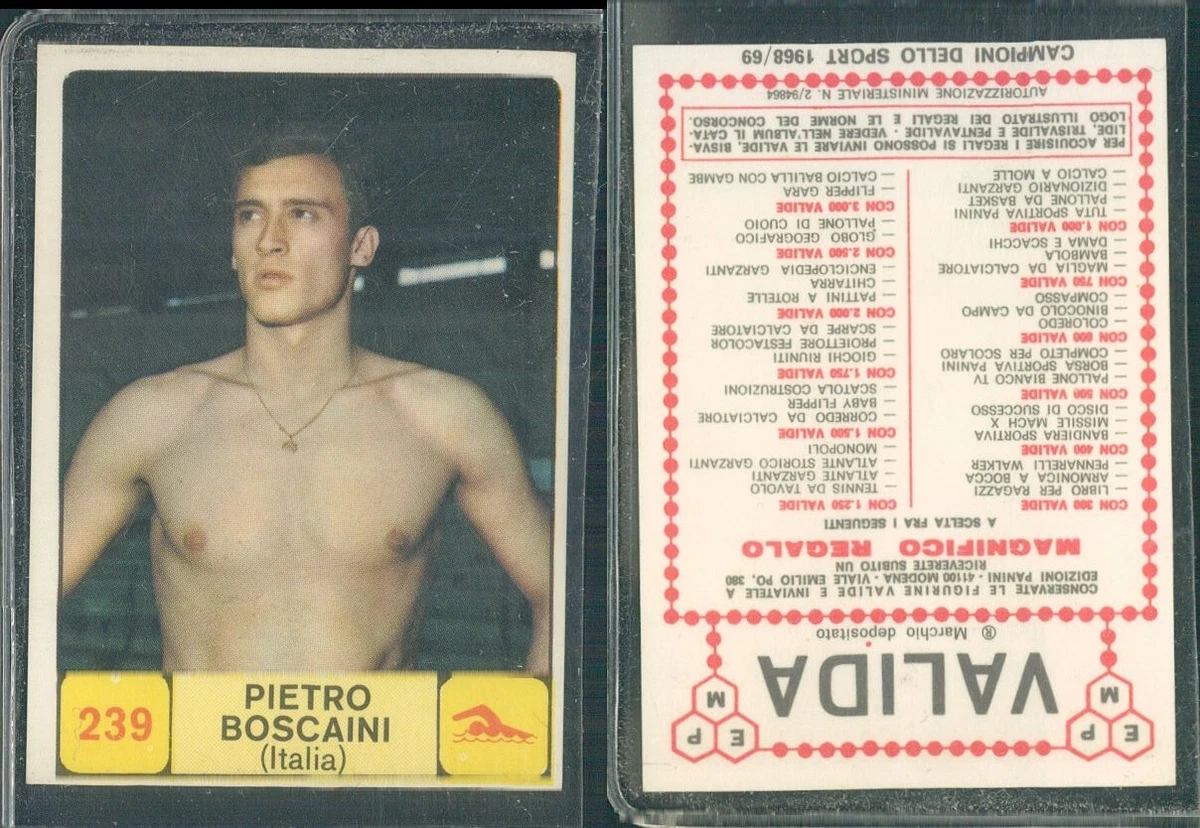 239
PIETRO
BOSCAINI
(Italia)
VALIDA
® Marchio depositato
E P M
E P M
CONSERVATE LE FIGURINE VALIDE E INVIATELE A
EDIZIONI PANINI - 41100 MODENA - VIALE EMILIO PO, 380
RICEVERETE SUBITO UN
MAGNIFICO REGALO
A SCELTA FRA I SEGUENTI
CON 300 VALIDE
— LIBRO PER RAGAZZI
— ARMONICA A BOCCA
— PENNARELLI WALKER
CON 400 VALIDE
— BANDIERA SPORTIVA
— MISSILE MACH X
— DISCO DI SUCCESSO
CON 500 VALIDE
— PALLONE BIANCO TV
— BORSA SPORTIVA PANINI
— COMPLETO PER SCOLARO
CON 600 VALIDE
— COLOREDO
— BINOCOLO DA CAMPO
— COMPASSO
CON 750 VALIDE
— MAGLIA DA CALCIATORE
— BAMBOLA
— DAMA E SCACCHI
CON 1.000 VALIDE
— TUTA SPORTIVA PANINI
— PALLONE DA BASKET
— DIZIONARIO GARZANTI
— CALCIO A MOLLE
CON 1.250 VALIDE
— TENNIS DA TAVOLO
— ATLANTE GARZANTI
— ATLANTE STORICO GARZANTI
— MONOPOLI
CON 1.500 VALIDE
— CORREDO DA CALCIATORE
— BABY FLIPPER
— SCATOLA COSTRUZIONI
CON 1.750 VALIDE
— GIOCHI RIUNITI
— PROIETTORE FESTACOLOR
— SCARPE DA CALCIATORE
CON 2.000 VALIDE
— PATTINI A ROTELLE
— CHITARRA
— ENCICLOPEDIA GARZANTI
CON 2.500 VALIDE
— GLOBO GEOGRAFICO
— PALLONE DI CUOIO
CON 3.000 VALIDE
— FLIPPER GARA
— CALCIO BALILLA CON GAMBE
PER ACQUISIRE I REGALI SI POSSONO INVIARE LE VALIDE, BISVA-
LIDE, TRISVALIDE E PENTAVALIDE - VEDERE NELL'ALBUM IL CATA-
LOGO ILLUSTRATO DEI REGALI E LE NORME DEL CONCORSO.
AUTORIZZAZIONE MINISTERIALE N. 2/94864
CAMPIONI DELLO SPORT 1968/69